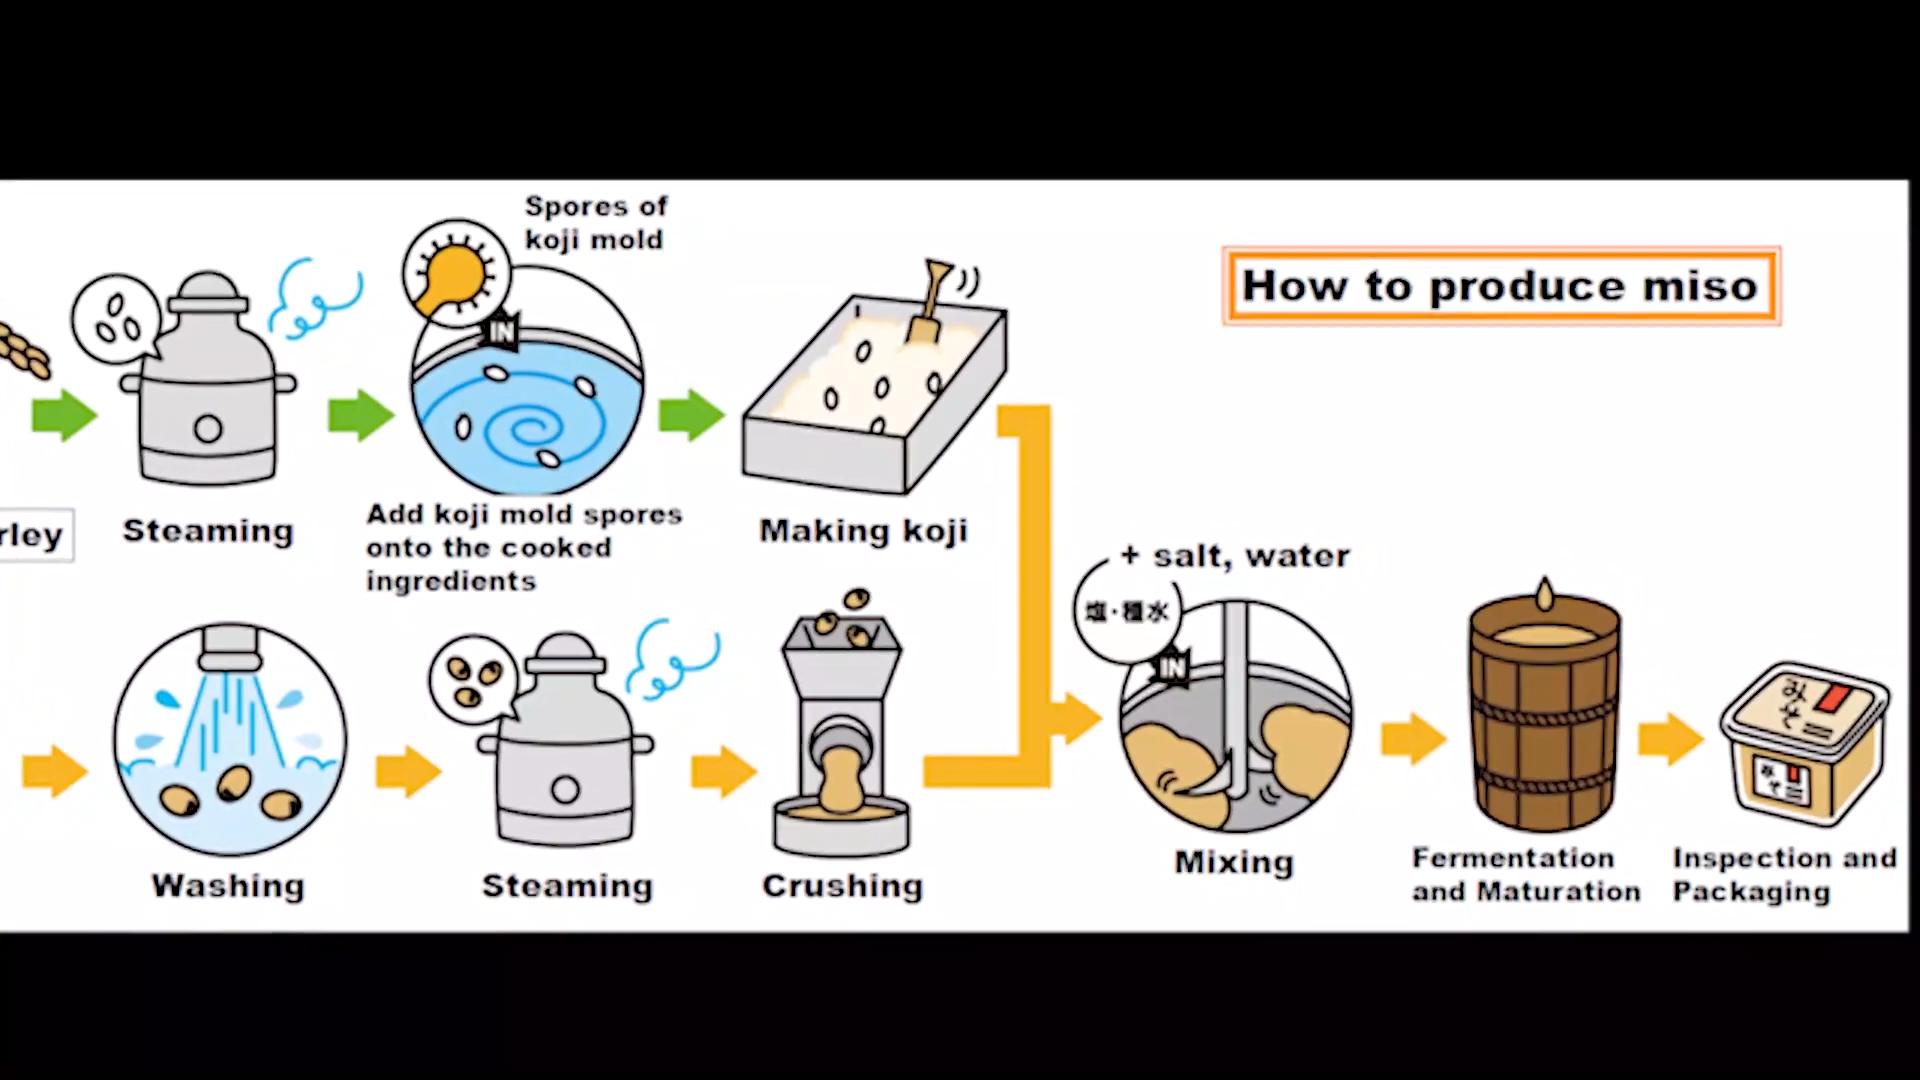 Spores of
koji mold
How to produce miso
IN
rley
Steaming
Add koji mold spores
onto the cooked
ingredients
Making koji
+ salt, water
塩・種水
IN
みそ
みそ
Washing
Steaming
Crushing
Mixing
Fermentation
and Maturation
Inspection and
Packaging